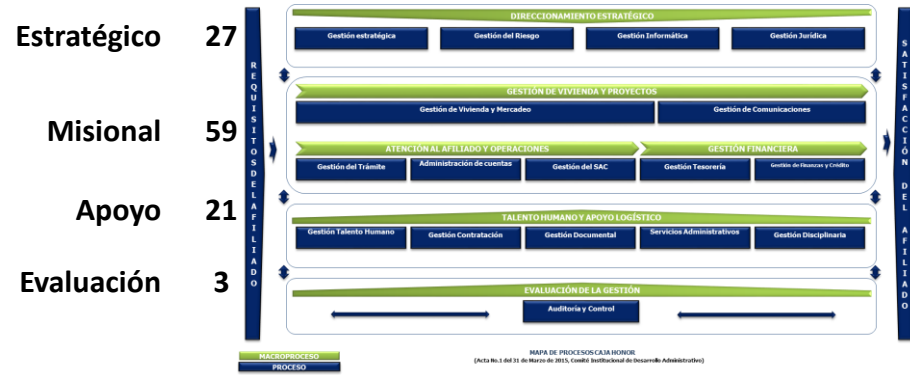 Estratégico 27
Misional 59
Apoyo 21
Evaluación 3
REQUISITOS DEL AFILIADO
DIRECCIONAMIENTO ESTRATÉGICO
Gestión estratégica
Gestión del Riesgo
Gestión Informática
Gestión Jurídica
GESTIÓN DE VIVIENDA Y PROYECTOS
Gestión de Vivienda y Mercadeo
Gestión de Comunicaciones
ATENCIÓN AL AFILIADO Y OPERACIONES
GESTIÓN FINANCIERA
Gestión del Trámite
Administración de cuentas
Gestión del SAC
Gestión Tesorería
Gestión de Finanzas y Crédito
TALENTO HUMANO Y APOYO LOGÍSTICO
Gestión Talento Humano
Gestión Contratación
Gestión Documental
Servicios Administrativos
Gestión Disciplinaria
EVALUACIÓN DE LA GESTIÓN
Auditoría y Control
SATISFACCIÓN DEL AFILIADO
MACROPROCESO
PROCESO
MAPA DE PROCESOS CAJA HONOR
(Acta No.1 del 31 de Marzo de 2015, Comité Institucional de Desarrollo Administrativo)